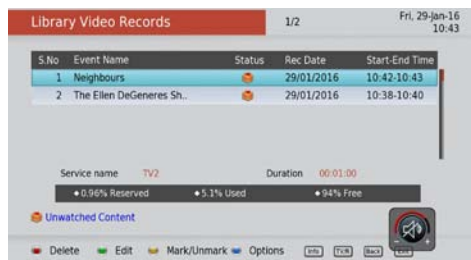 Library Video Records 1/2 Fri, 29-Jan-16
10:43
S.No Event Name Status Rec Date Start-End Time
1 Neighbours 29/01/2016 10:42-10:43
2 The Ellen DeGeneres Sh.. 29/01/2016 10:38-10:40
Service name TV2 Duration 00:01:00
◆0.96% Reserved ◆5.1% Used ◆94% Free
Unwatched Content
Delete Edit Mark/Unmark Options Info TV/R Back Exit